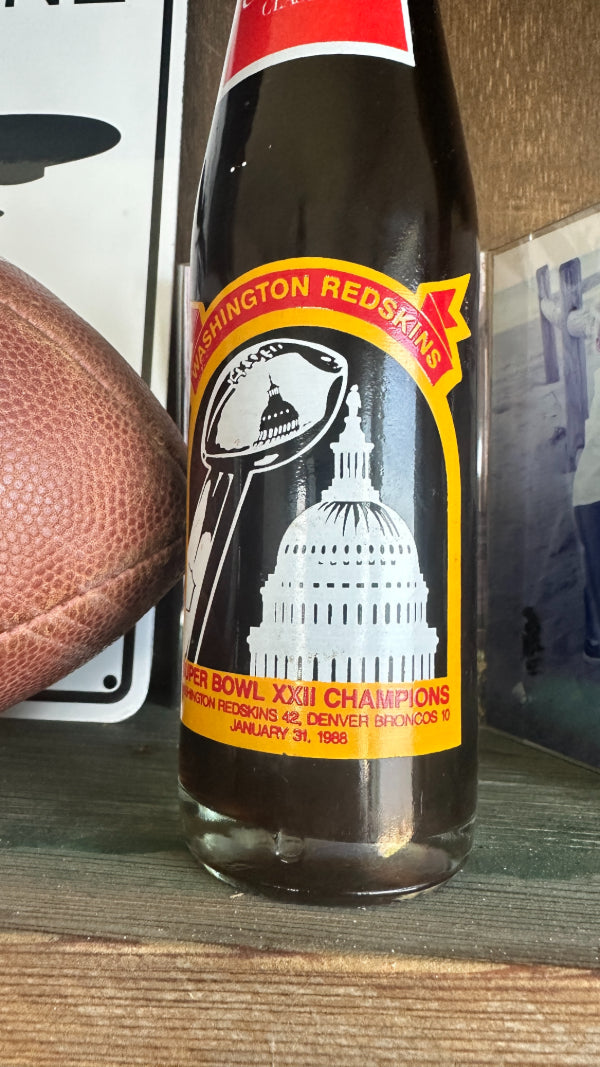 WASHINGTON REDSKINS
SUPER BOWL XXII CHAMPIONS
WASHINGTON REDSKINS 42, DENVER BRONCOS 10
JANUARY 31, 1988